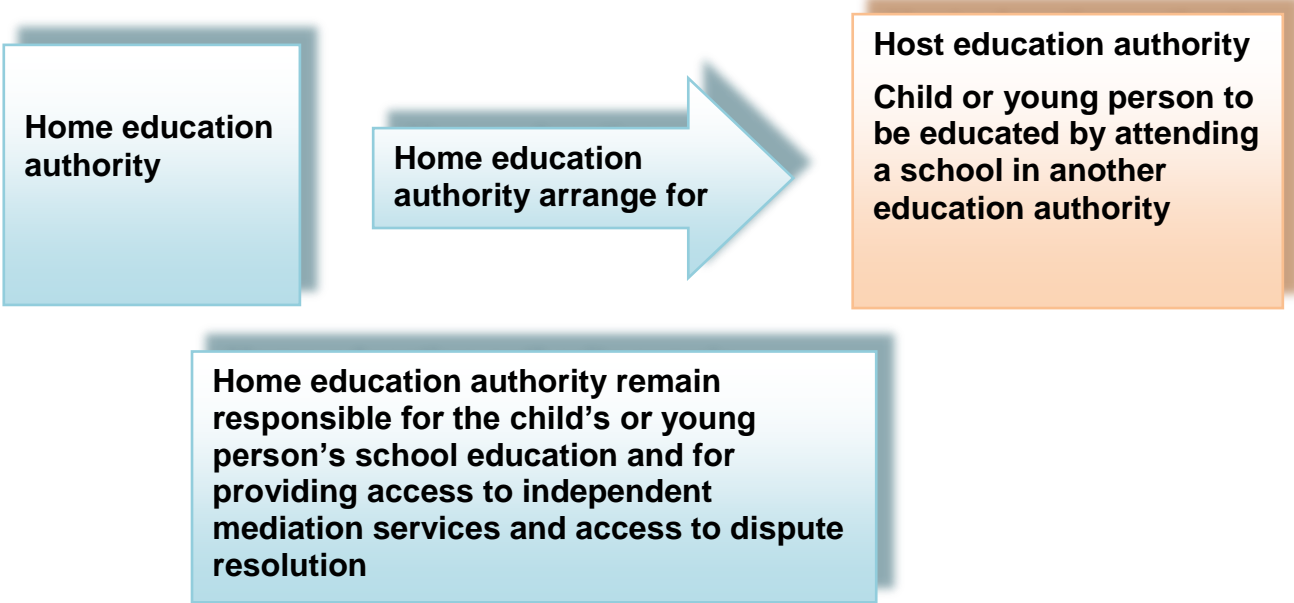 Home education
authority
Home education
authority arrange for
Host education authority
Child or young person to
be educated by attending
a school in another
education authority
Home education authority remain
responsible for the child’s or young
person’s school education and for
providing access to independent
mediation services and access to dispute
resolution